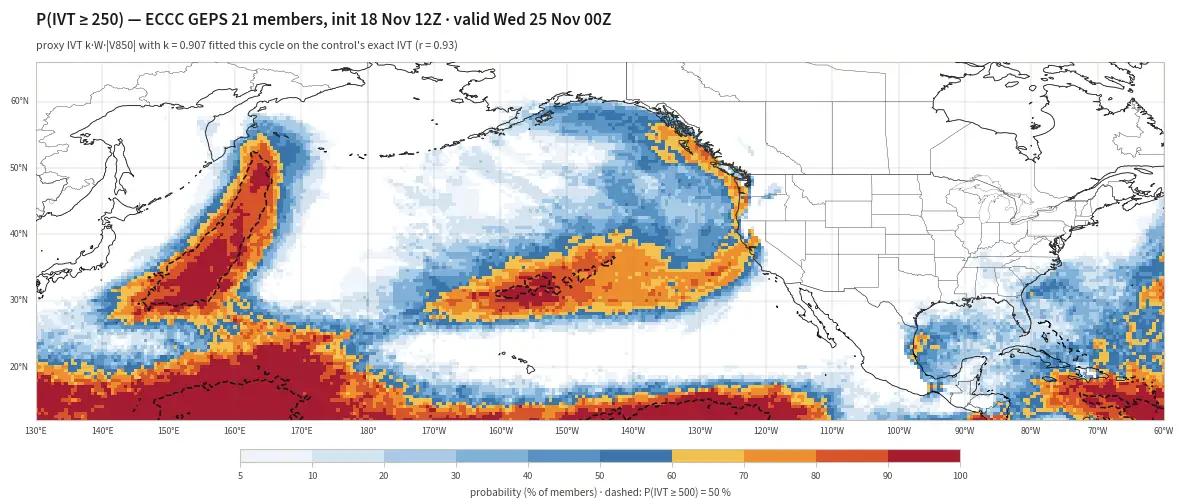 P(IVT ≥ 250) — ECCC GEPS 21 members, init 18 Nov 12Z · valid Wed 25 Nov 00Z
proxy IVT k·W·|V850| with k = 0.907 fitted this cycle on the control's exact IVT (r = 0.93)
60°N
50°N
40°N
30°N
20°N
130°E 140°E 150°E 160°E 170°E 180° 170°W 160°W 150°W 140°W 130°W 120°W 110°W 100°W 90°W 80°W 70°W 60°W
5 10 20 30 40 50 60 70 80 90 100
probability (% of members) · dashed: P(IVT ≥ 500) = 50 %